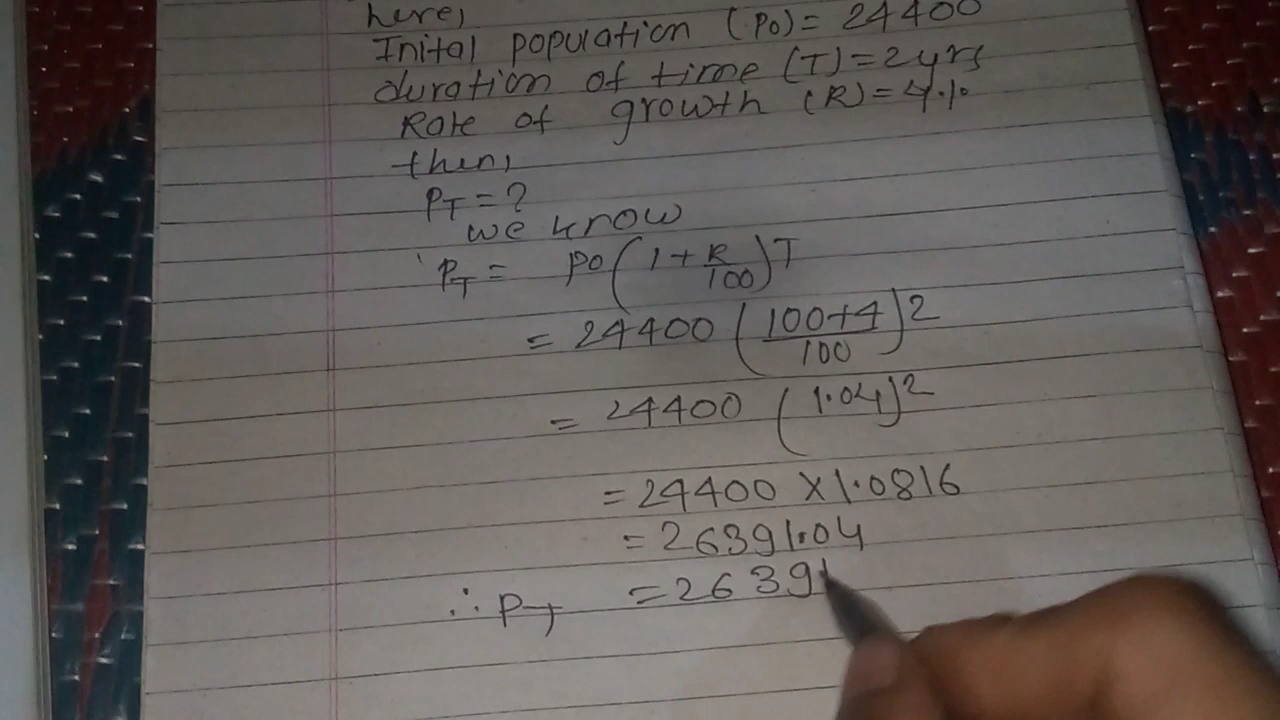 here,
Inital population (Po) = 24400
duration of time (T) = 2yrs
Rate of growth (R) = 4%
then,
PT = ?
we know
PT = Po(1+R/100)T
= 24400 (100+4/100)2
= 24400 (1.04)2
= 24400 X 1.0816
= 26391.04
∴ PT = 26391